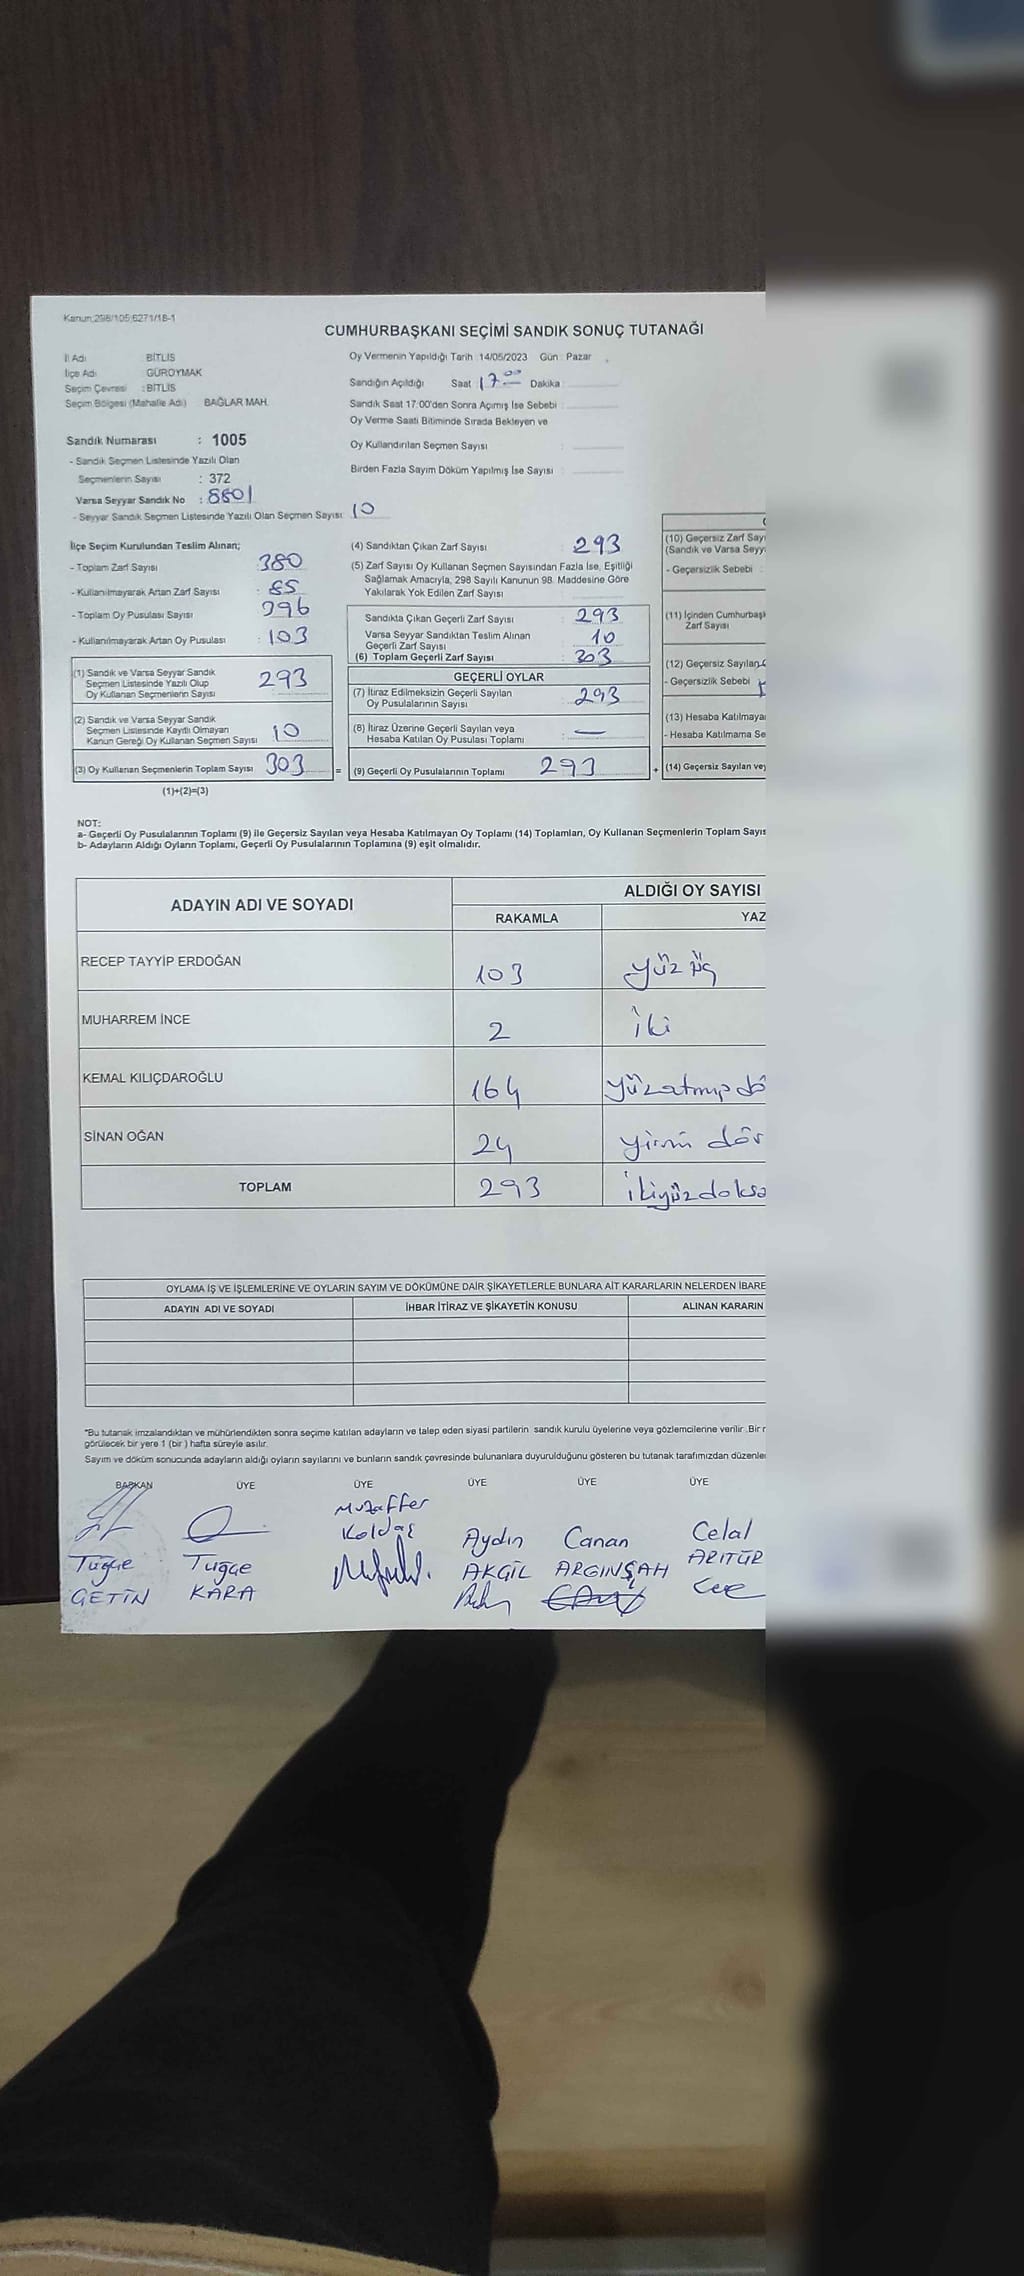 Kanun;298/105;6271/18-1
CUMHURBAŞKANI SEÇİMİ SANDIK SONUÇ TUTANAĞI
İl Adı BİTLİS
İlçe Adı GÜROYMAK
Seçim Çevresi : BİTLİS
Seçim Bölgesi (Mahalle Adı) BAĞLAR MAH.
Oy Vermenin Yapıldığı Tarih :14/05/2023 Gün : Pazar
Sandığın Açıldığı Saat 17.00 Dakika
Sandık Saat 17:00'den Sonra Açılmış İse Sebebi :
Oy Verme Saati Bitiminde Sırada Bekleyen ve
Oy Kullandırılan Seçmen Sayısı :
Birden Fazla Sayım Döküm Yapılmış İse Sayısı :
Sandık Numarası : 1005
- Sandık Seçmen Listesinde Yazılı Olan
Seçmenlerin Sayısı : 372
Varsa Seyyar Sandık No : 8801
- Seyyar Sandık Seçmen Listesinde Yazılı Olan Seçmen Sayısı: 10
İlçe Seçim Kurulundan Teslim Alınan;
- Toplam Zarf Sayısı : 380
- Kullanılmayarak Artan Zarf Sayısı : 85
- Toplam Oy Pusulası Sayısı 396
- Kullanılmayarak Artan Oy Pusulası : 103
(1) Sandık ve Varsa Seyyar Sandık
Seçmen Listesinde Yazılı Olup
Oy Kullanan Seçmenlerin Sayısı 293
(2) Sandık ve Varsa Seyyar Sandık
Seçmen Listesinde Kayıtlı Olmayan
Kanun Gereği Oy Kullanan Seçmen Sayısı 10
(3) Oy Kullanan Seçmenlerin Toplam Sayısı 303 =
(1)+(2)=(3)
(4) Sandıktan Çıkan Zarf Sayısı : 293
(5) Zarf Sayısı Oy Kullanan Seçmen Sayısından Fazla İse, Eşitliği
Sağlamak Amacıyla, 298 Sayılı Kanunun 98. Maddesine Göre
Yakılarak Yok Edilen Zarf Sayısı :
Sandıkta Çıkan Geçerli Zarf Sayısı : 293
Varsa Seyyar Sandıktan Teslim Alınan
Geçerli Zarf Sayısı 10
(6) Toplam Geçerli Zarf Sayısı : 303
GEÇERLİ OYLAR
(7) İtiraz Edilmeksizin Geçerli Sayılan
Oy Pusulalarının Sayısı : 293
(8) İtiraz Üzerine Geçerli Sayılan veya
Hesaba Katılan Oy Pusulası Toplamı : —
(9) Geçerli Oy Pusulalarının Toplamı 293 +
(10) Geçersiz Zarf Sayı
(Sandık ve Varsa Seyy
- Geçersizlik Sebebi :
(11) İçinden Cumhurbaşk
Zarf Sayısı
(12) Geçersiz Sayılan
- Geçersizlik Sebebi
(13) Hesaba Katılmaya
- Hesaba Katılmama Se
(14) Geçersiz Sayılan vey
NOT:
a- Geçerli Oy Pusulalarının Toplamı (9) ile Geçersiz Sayılan veya Hesaba Katılmayan Oy Toplamı (14) Toplamları, Oy Kullanan Seçmenlerin Toplam Sayıs
b- Adayların Aldığı Oyların Toplamı, Geçerli Oy Pusulalarının Toplamına (9) eşit olmalıdır.
ADAYIN ADI VE SOYADI ALDIĞI OY SAYISI
RAKAMLA YAZ
RECEP TAYYİP ERDOĞAN 103 yüz üç
MUHARREM İNCE 2 iki
KEMAL KILIÇDAROĞLU 164 yüzatmış dö
SİNAN OĞAN 24 yirmi dör
TOPLAM 293 ikiyüzdoksa
OYLAMA İŞ VE İŞLEMLERİNE VE OYLARIN SAYIM VE DÖKÜMÜNE DAİR ŞİKAYETLERLE BUNLARA AİT KARARLARIN NELERDEN İBARE
ADAYIN ADI VE SOYADI İHBAR İTİRAZ VE ŞİKAYETİN KONUSU ALINAN KARARIN
*Bu tutanak imzalandıktan ve mühürlendikten sonra seçime katılan adayların ve talep eden siyasi partilerin sandık kurulu üyelerine veya gözlemcilerine verilir .Bir
görülecek bir yere 1 (bir ) hafta süreyle asılır.
Sayım ve döküm sonucunda adayların aldığı oyların sayılarını ve bunların sandık çevresinde bulunanlara duyurulduğunu gösteren bu tutanak tarafımızdan düzenle
BAŞKAN ÜYE ÜYE ÜYE ÜYE ÜYE
Tuğçe ÇETİN
Tuğçe KARA
Muzaffer Koldaş
Aydın AKGİL
Canan ARGINŞAH
Celal ARITÜR